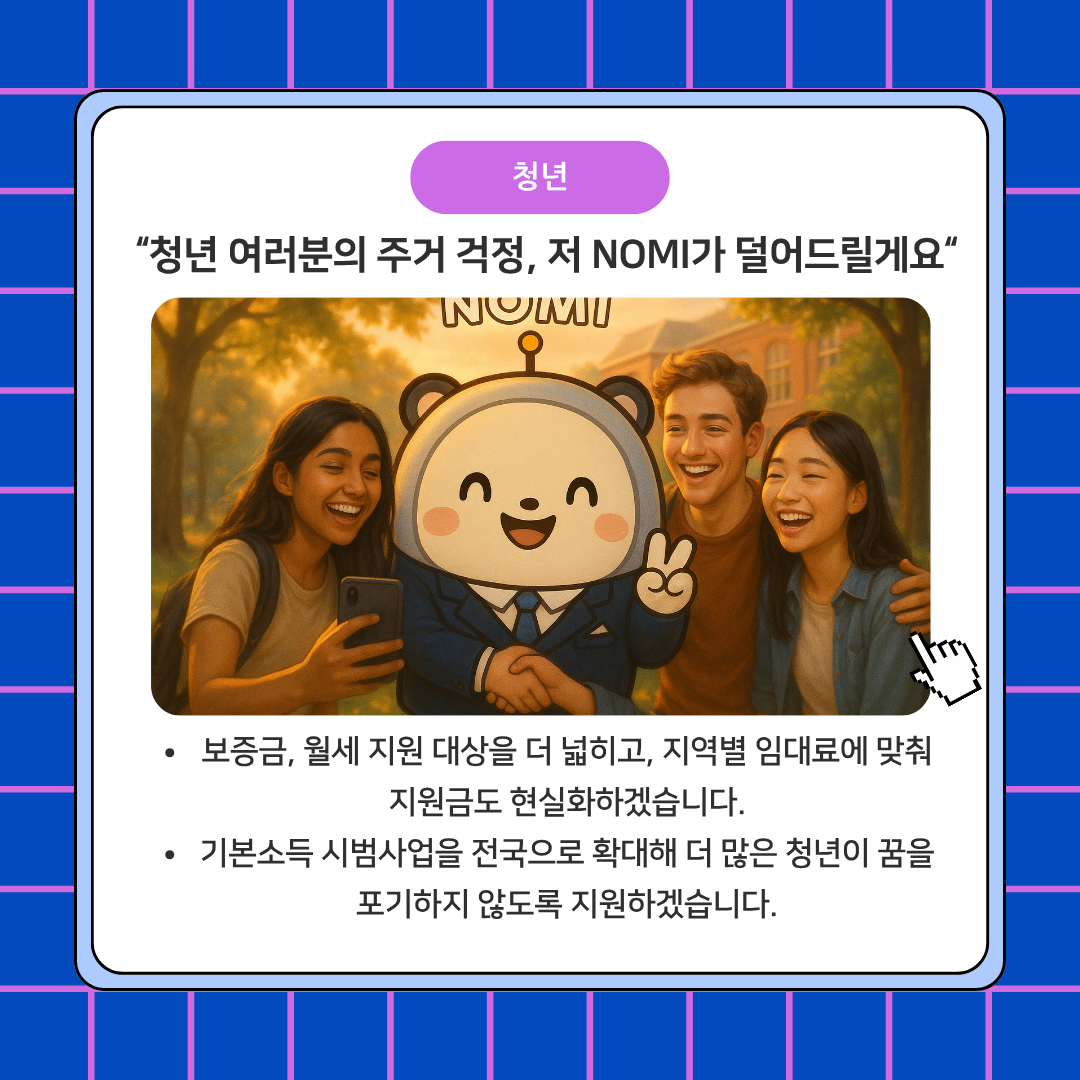 청년
“청년 여러분의 주거 걱정, 저 NOMI가 덜어드릴게요“
NOMI
• 보증금, 월세 지원 대상을 더 넓히고, 지역별 임대료에 맞춰
지원금도 현실화하겠습니다.
• 기본소득 시범사업을 전국으로 확대해 더 많은 청년이 꿈을
포기하지 않도록 지원하겠습니다.